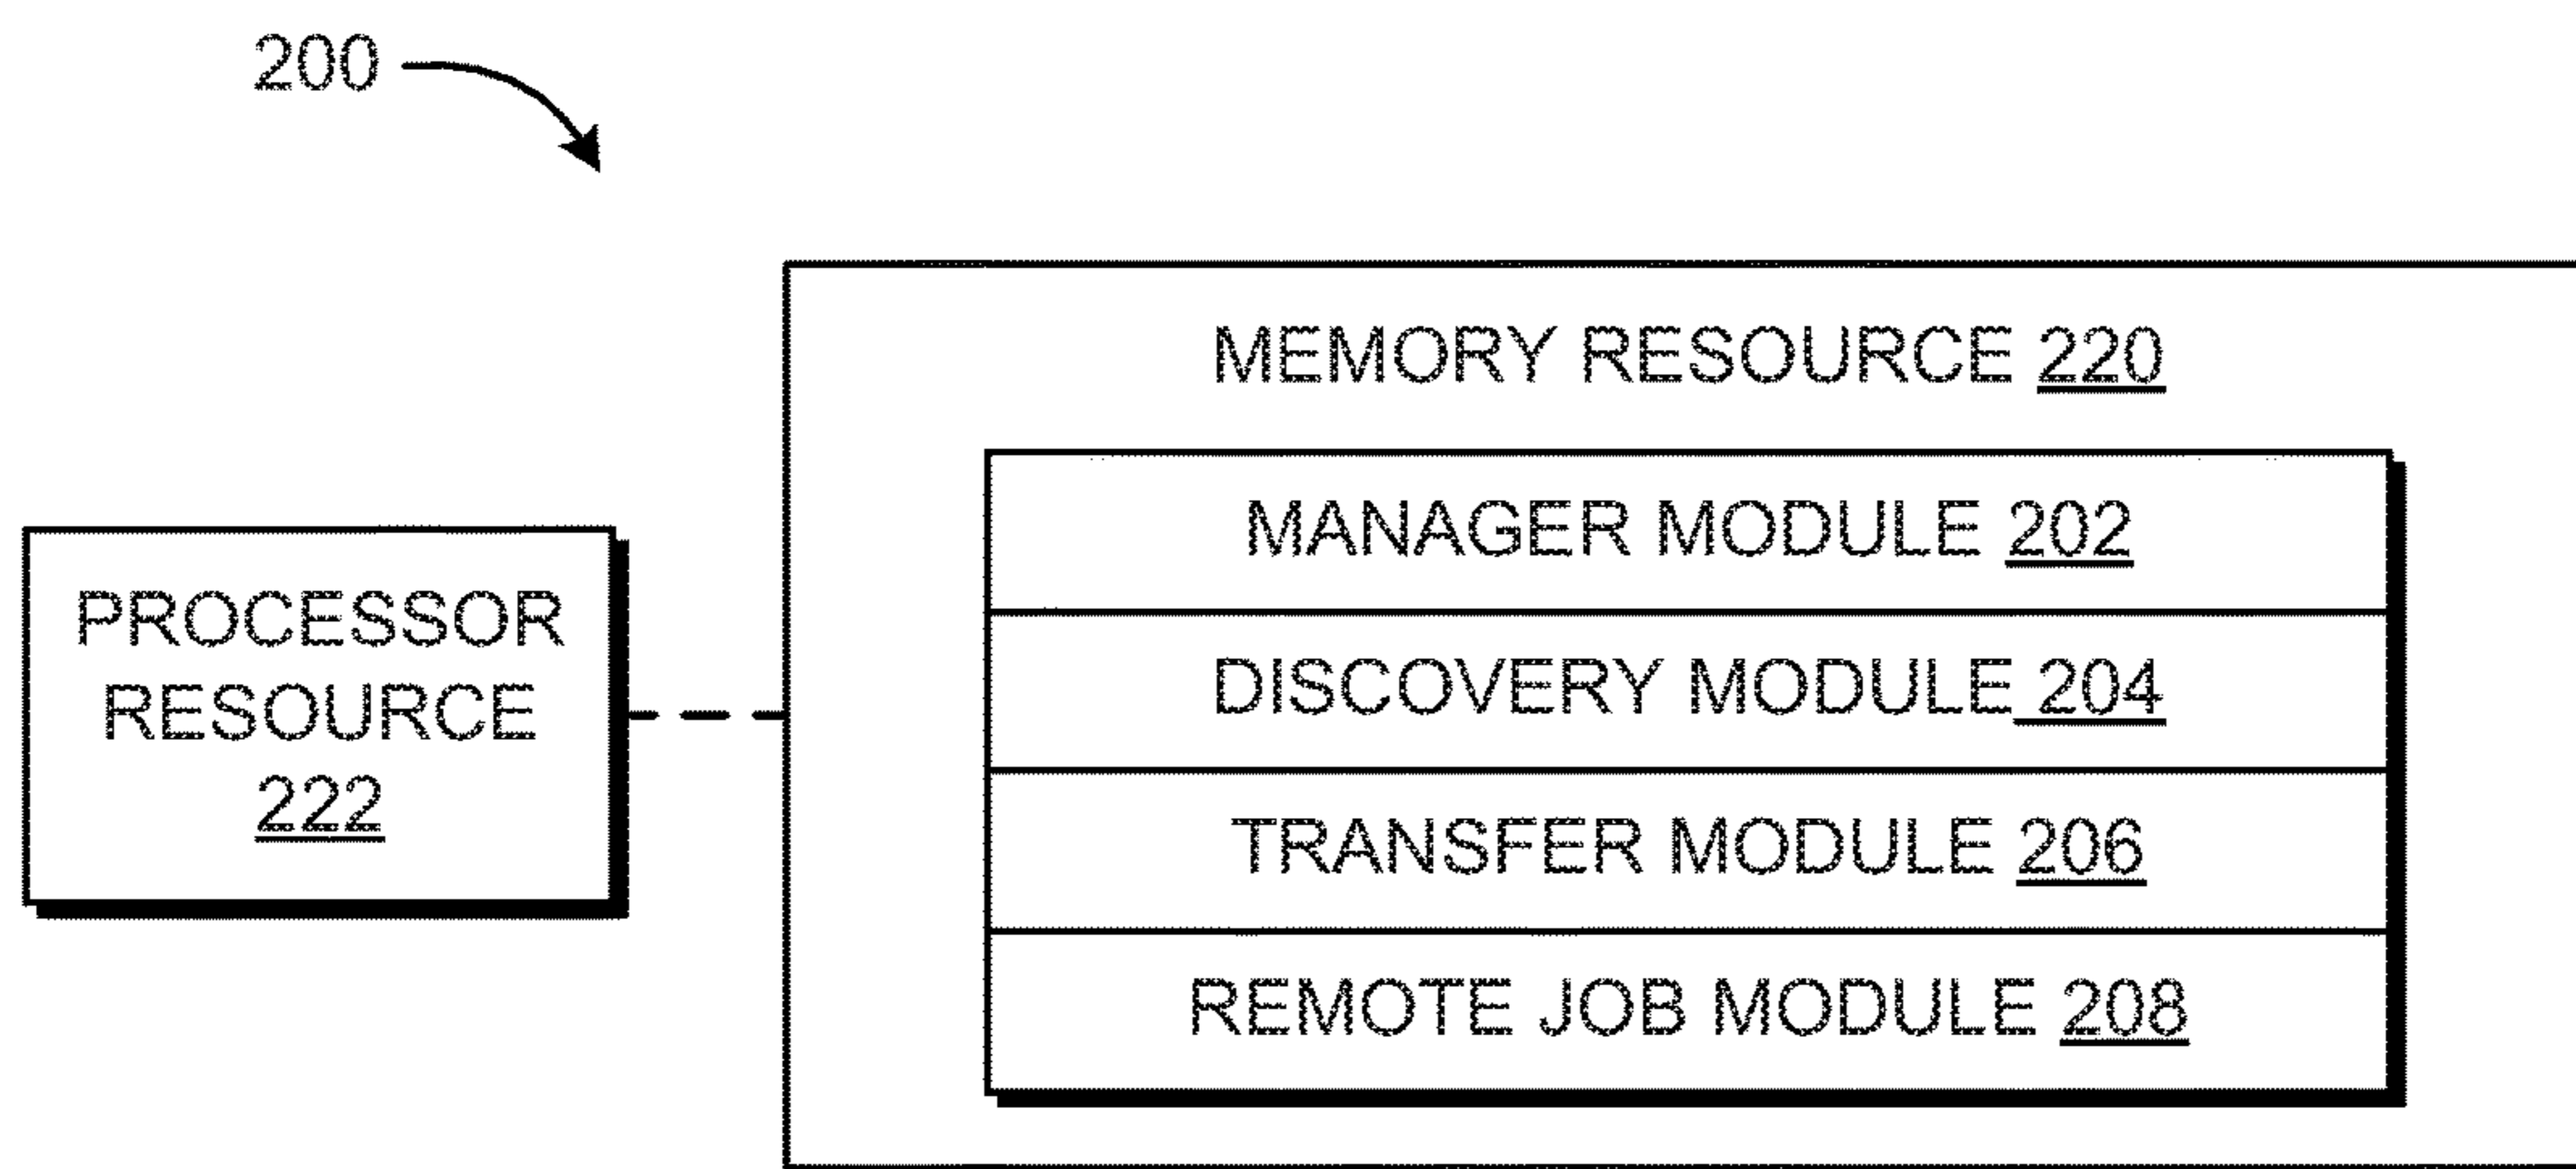 200
MEMORY RESOURCE 220
MANAGER MODULE 202
DISCOVERY MODULE 204
TRANSFER MODULE 206
REMOTE JOB MODULE 208
PROCESSOR
RESOURCE
222